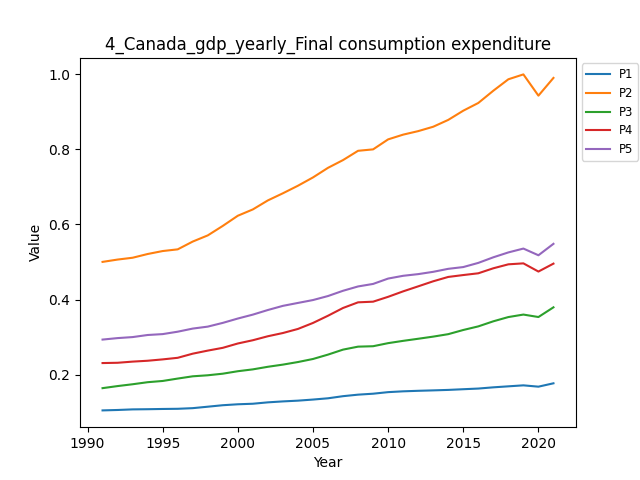 4_Canada_gdp_yearly_Final consumption expenditure
1.0
0.8
0.6
0.4
0.2
Value
1990 1995 2000 2005 2010 2015 2020
Year
P1
P2
P3
P4
P5